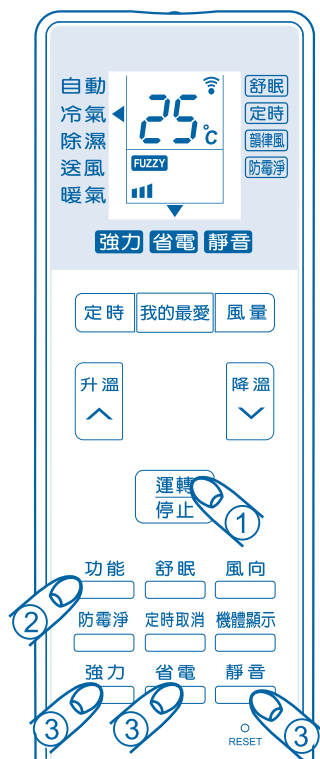 自動
冷氣
除濕
送風
暖氣
25℃
FUZZY
舒眠
定時
韻律風
防霉淨
強力 省電 靜音
定時 我的最愛 風量
升溫 降溫
運轉
停止
①
功能 舒眠 風向
②
防霉淨 定時取消 機體顯示
強力 省電 靜音
③ ③ ③
RESET